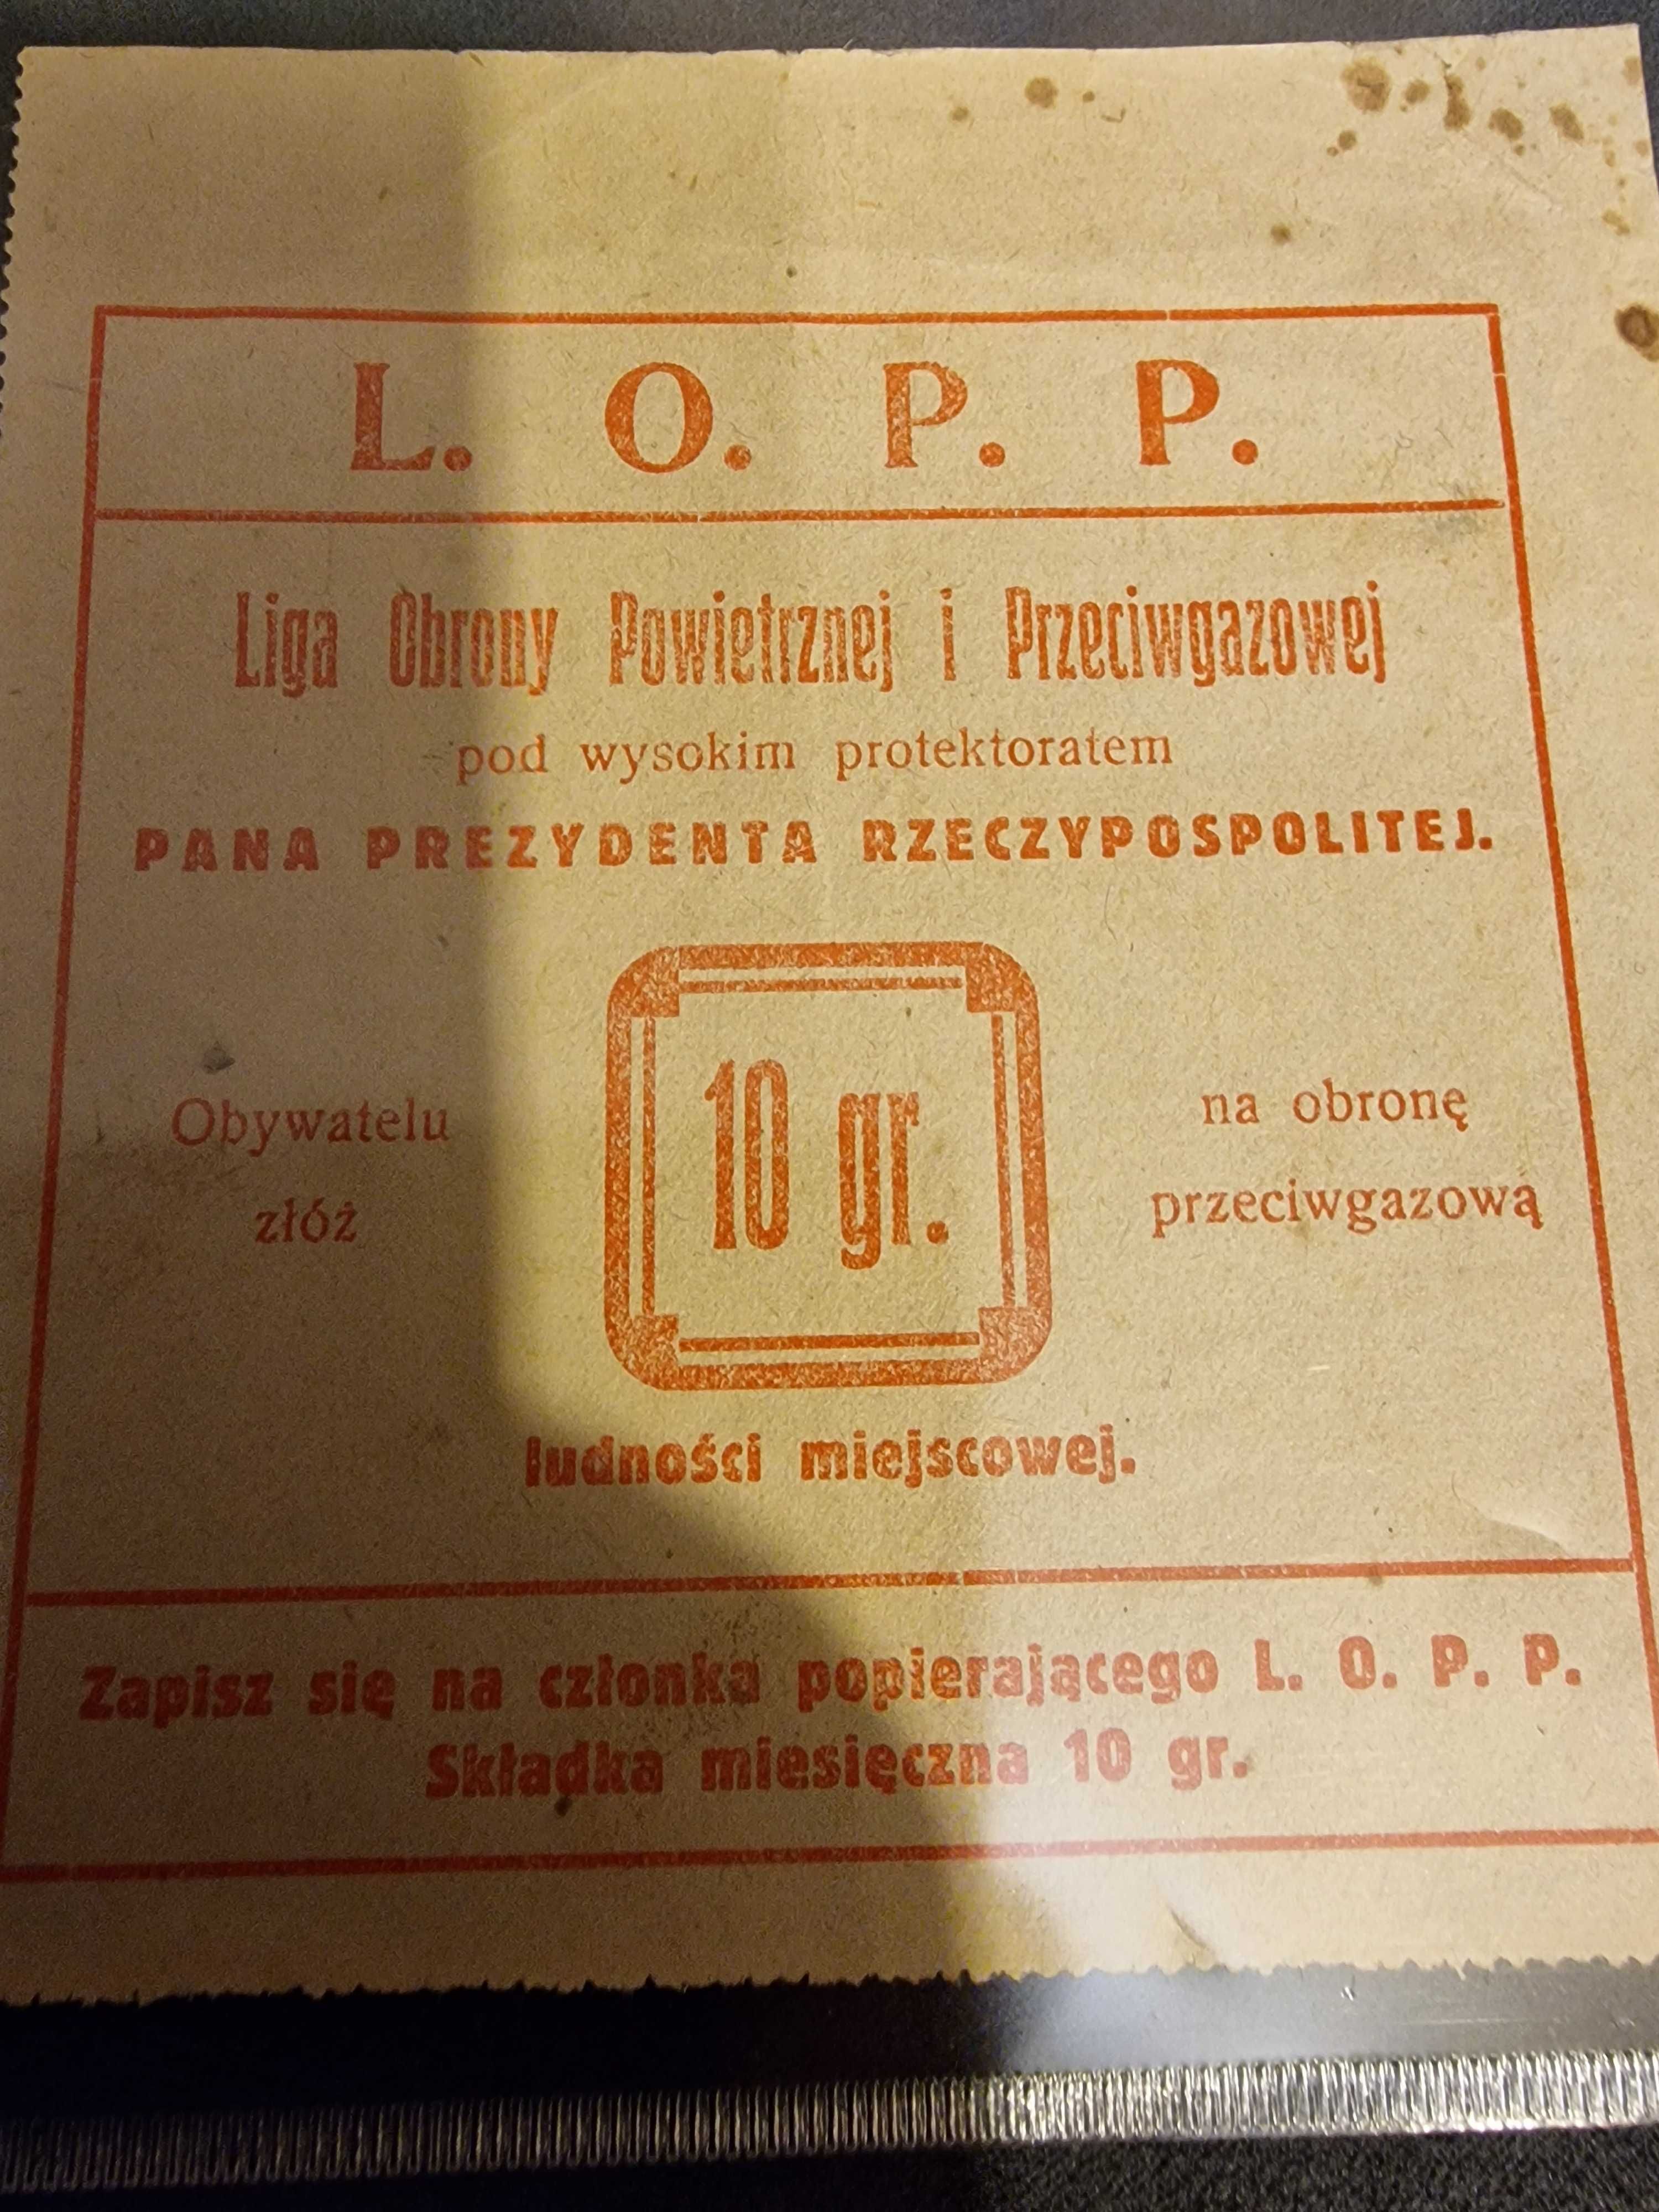 L. O. P. P.
Liga Obrony Powietrznej i Przeciwgazowej
pod wysokim protektoratem
PANA PREZYDENTA RZECZYPOSPOLITEJ.
Obywatelu
złóż
10 gr.
na obronę
przeciwgazową
ludności miejscowej.
Zapisz się na członka popierającego L. O. P. P.
Składka miesięczna 10 gr.